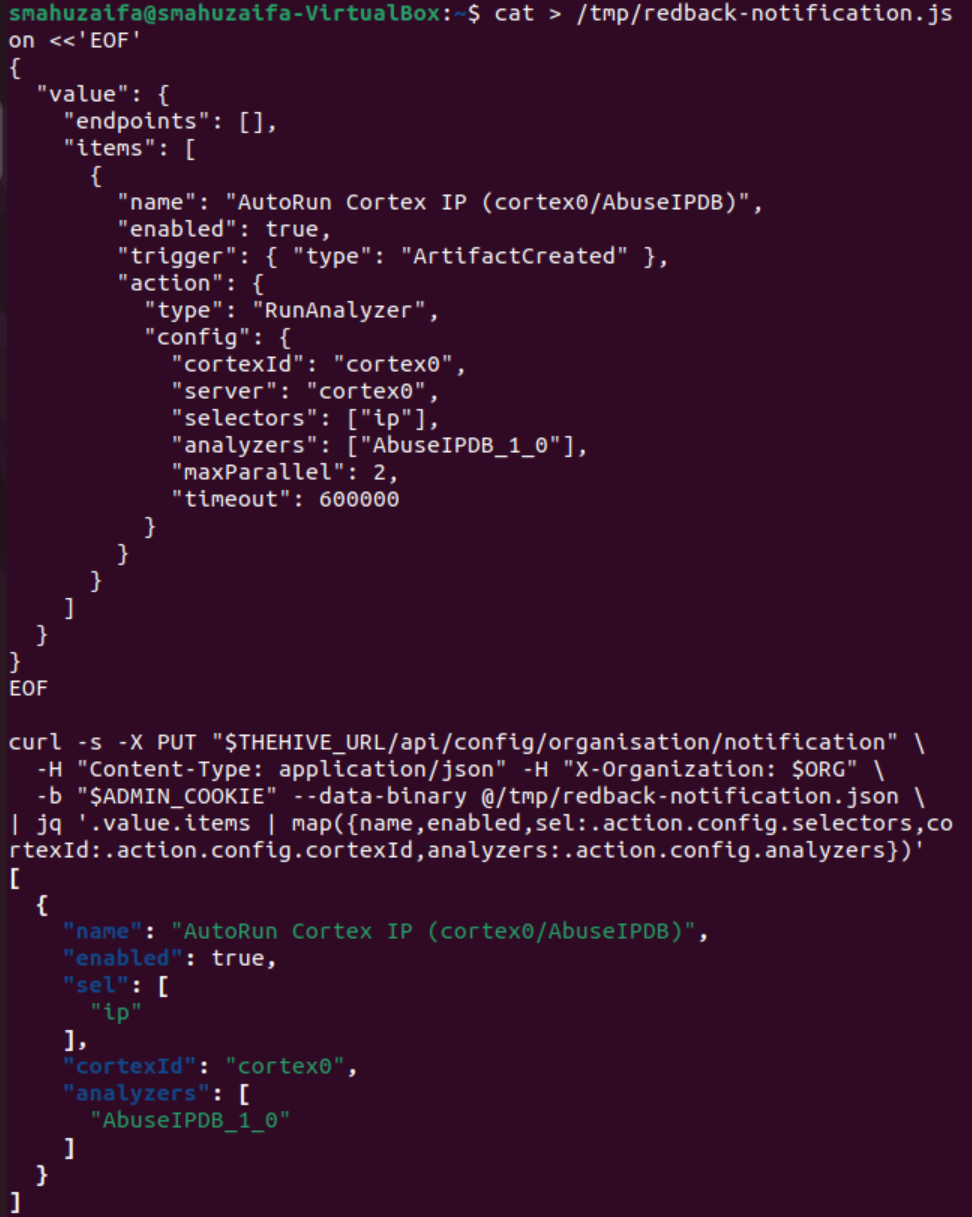 smahuzaifa@smahuzaifa-VirtualBox:~$ cat > /tmp/redback-notification.js
on <<'EOF'
{
  "value": {
    "endpoints": [],
    "items": [
      {
        "name": "AutoRun Cortex IP (cortex0/AbuseIPDB)",
        "enabled": true,
        "trigger": { "type": "ArtifactCreated" },
        "action": {
          "type": "RunAnalyzer",
          "config": {
            "cortexId": "cortex0",
            "server": "cortex0",
            "selectors": ["ip"],
            "analyzers": ["AbuseIPDB_1_0"],
            "maxParallel": 2,
            "timeout": 600000
          }
        }
      }
    ]
  }
}
EOF

curl -s -X PUT "$THEHIVE_URL/api/config/organisation/notification" \
  -H "Content-Type: application/json" -H "X-Organization: $ORG" \
  -b "$ADMIN_COOKIE" --data-binary @/tmp/redback-notification.json \
| jq '.value.items | map({name,enabled,sel:.action.config.selectors,co
rtexId:.action.config.cortexId,analyzers:.action.config.analyzers})'
[
  {
    "name": "AutoRun Cortex IP (cortex0/AbuseIPDB)",
    "enabled": true,
    "sel": [
      "ip"
    ],
    "cortexId": "cortex0",
    "analyzers": [
      "AbuseIPDB_1_0"
    ]
  }
]